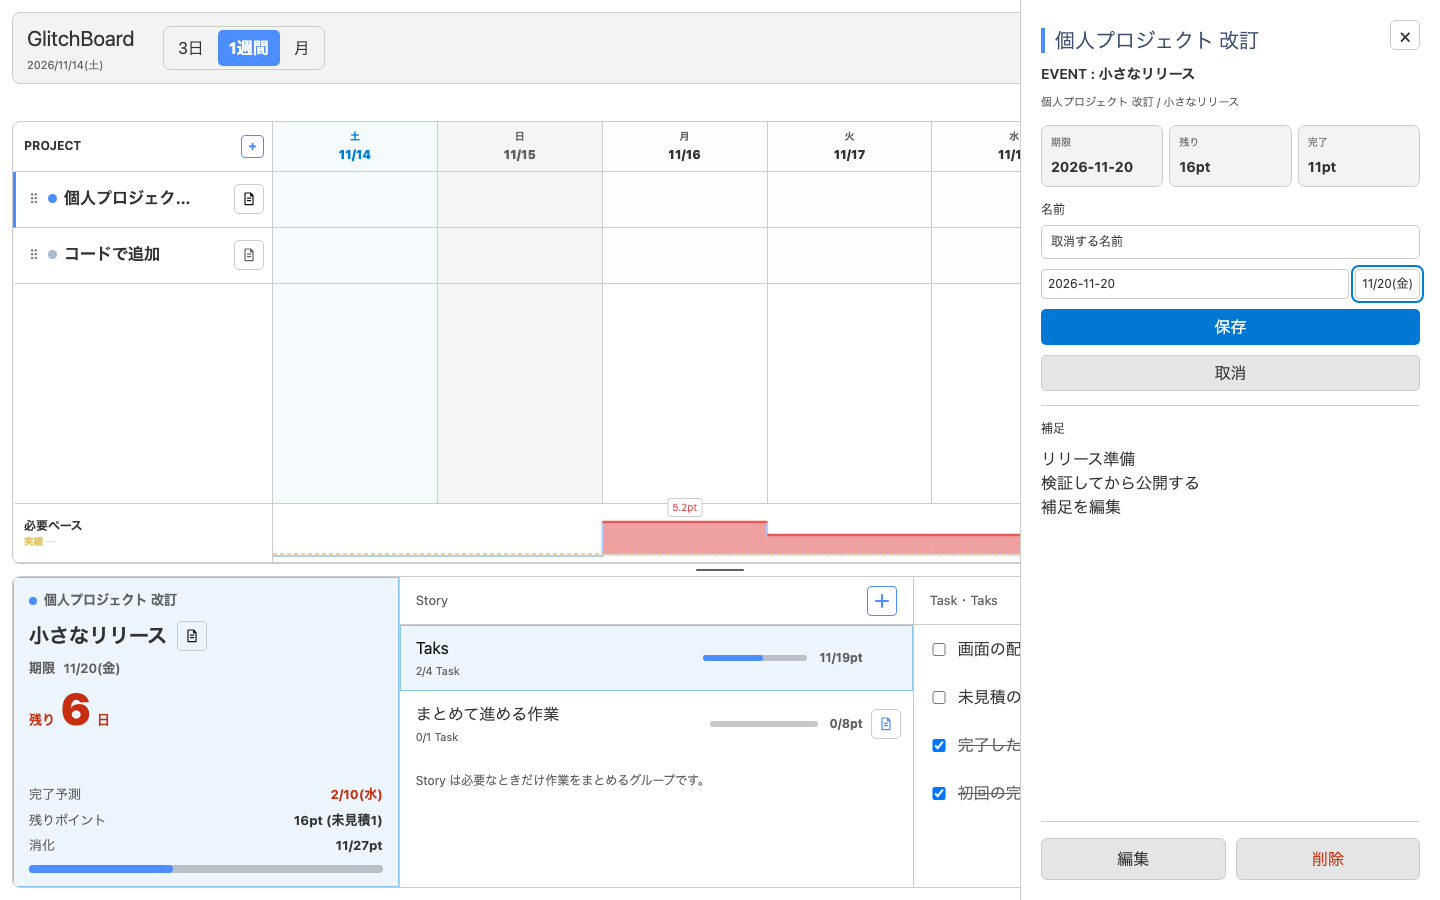 GlitchBoard
2026/11/14(土)
3日
1週間
月
PROJECT
+
土
11/14
日
11/15
月
11/16
火
11/17
水
個人プロジェク...
コードで追加
必要ペース
実績 —
5.2pt
個人プロジェクト 改訂
小さなリリース
期限 11/20(金)
残り 6 日
完了予測 2/10(水)
残りポイント 16pt (未見積1)
消化 11/27pt
Story
+
Taks
2/4 Task
11/19pt
まとめて進める作業
0/1 Task
0/8pt
Story は必要なときだけ作業をまとめるグループです。
Task・Taks
画面の配
未見積の
完了した
初回の完
個人プロジェクト 改訂
×
EVENT : 小さなリリース
個人プロジェクト 改訂 / 小さなリリース
期限
2026-11-20
残り
16pt
完了
11pt
名前
取消する名前
2026-11-20
11/20(金)
保存
取消
補足
リリース準備
検証してから公開する
補足を編集
編集
削除